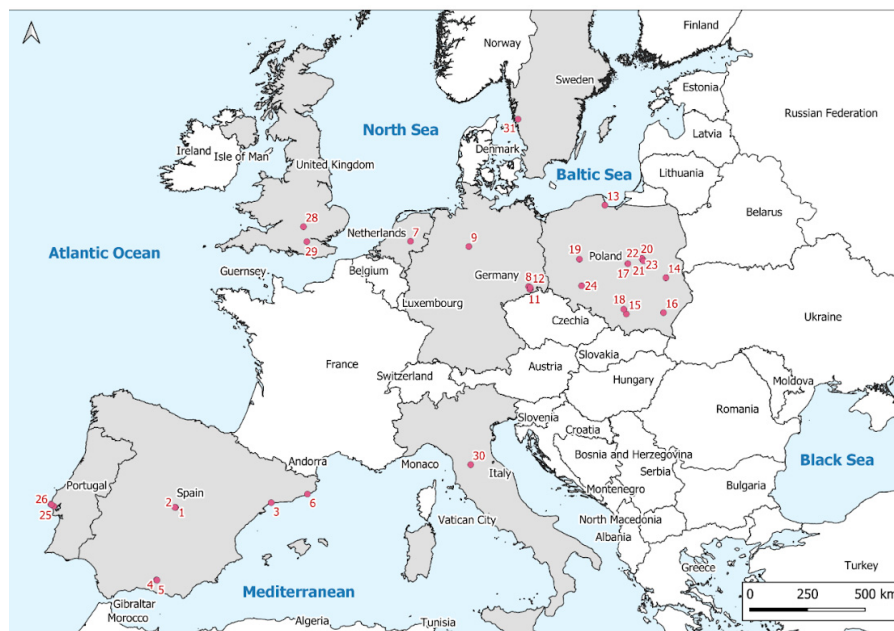 Finland
Norway
Sweden
Estonia
Russian Federation
31
North Sea
Latvia
Ireland
Isle of Man
Denmark
United Kingdom
Baltic Sea
Lithuania
13
Belarus
28
Netherlands
7
9
19
Poland
22
20
Atlantic Ocean
29
17
21
23
Guernsey
Belgium
Germany
8
12
14
11
24
Luxembourg
18
15
16
Czechia
Ukraine
France
Slovakia
Austria
Switzerland
Hungary
Moldova
Slovenia
Romania
Croatia
Andorra
Monaco
30
Italy
Bosnia and Herzegovina
Serbia
Black Sea
Portugal
Spain
Montenegro
Bulgaria
26
2
6
25
1
3
Vatican City
North Macedonia
Albania
Greece
Turkey
4
5
Mediterranean
Gibraltar
Morocco
Algeria
Tunisia
0
250
500 km